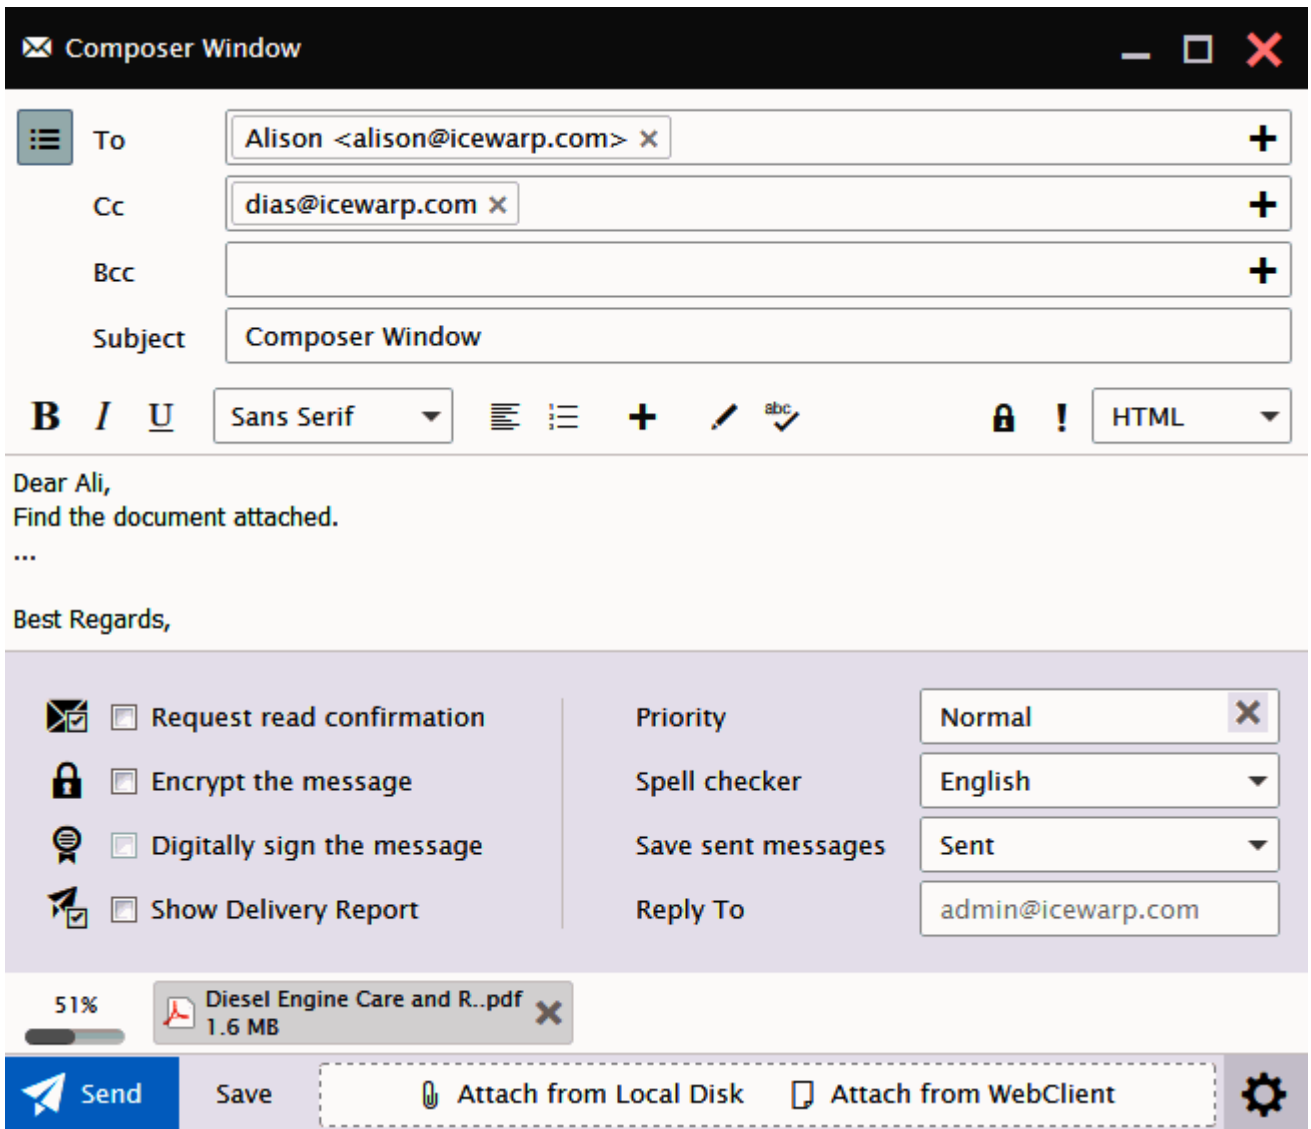 Composer Window
To Alison <alison@icewarp.com>
Cc dias@icewarp.com
Bcc
Subject Composer Window
B I U Sans Serif abc ! HTML
Dear Ali,
Find the document attached.
...
Best Regards,
Request read confirmation Priority Normal
Encrypt the message Spell checker English
Digitally sign the message Save sent messages Sent
Show Delivery Report Reply To admin@icewarp.com
51% Diesel Engine Care and R..pdf
1.6 MB
Send Save Attach from Local Disk Attach from WebClient